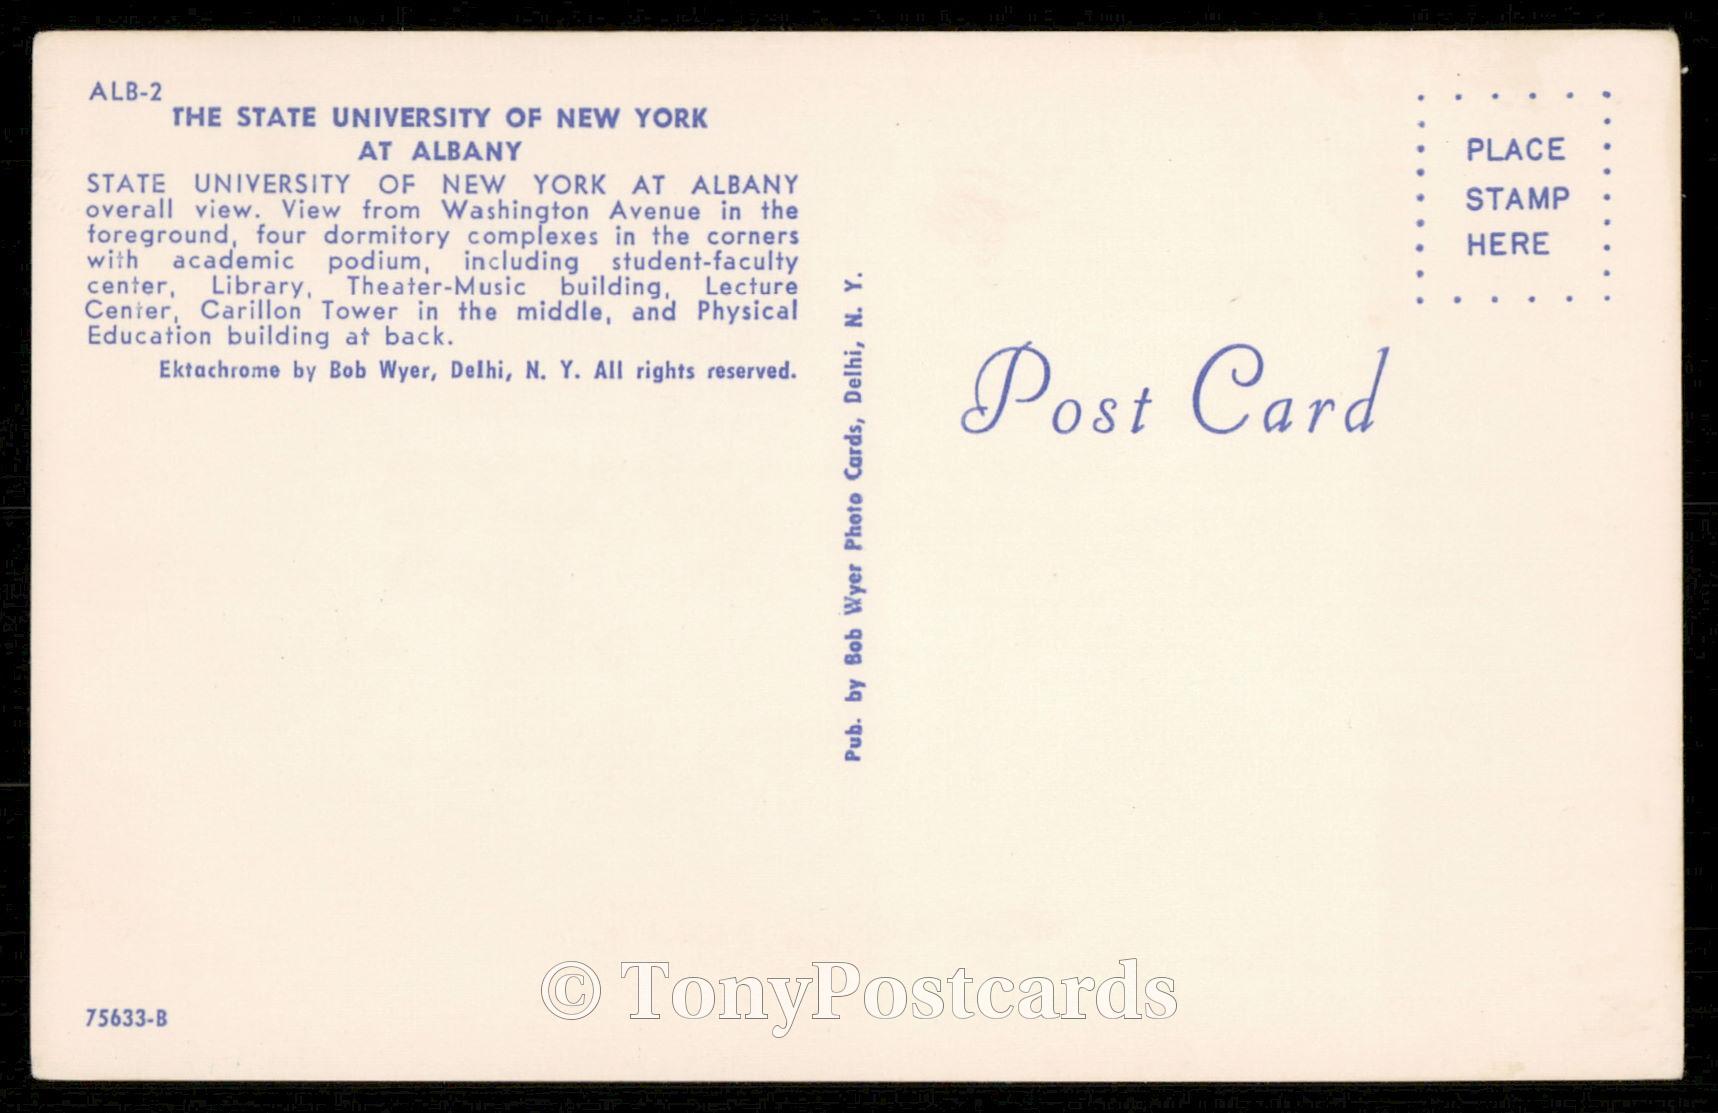 ALB-2
THE STATE UNIVERSITY OF NEW YORK
AT ALBANY
STATE UNIVERSITY OF NEW YORK AT ALBANY
overall view. View from Washington Avenue in the
foreground, four dormitory complexes in the corners
with academic podium, including student-faculty
center, Library, Theater-Music building, Lecture
Center, Carillon Tower in the middle, and Physical
Education building at back.
Ektachrome by Bob Wyer, Delhi, N. Y. All rights reserved.
75633-B
Pub. by Bob Wyer Photo Cards, Delhi, N. Y.
Post Card
PLACE
STAMP
HERE
© TonyPostcards